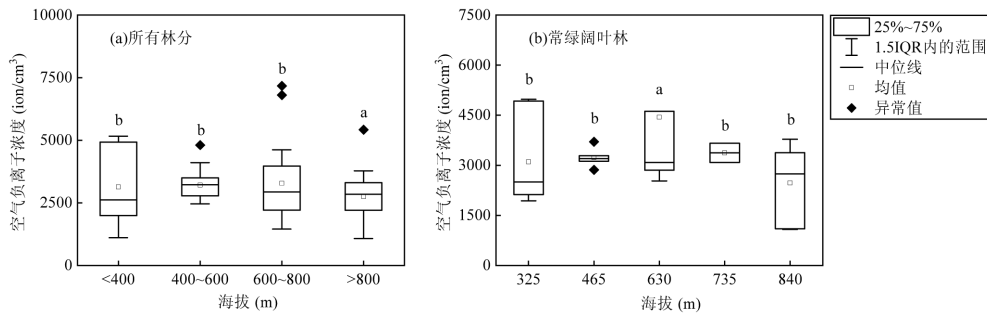 (a)所有林分
空气负离子浓度 (ion/cm³)
10000
7500
5000
2500
0
b
b
b
a
<400
400~600
600~800
>800
海拔 (m)
(b)常绿阔叶林
空气负离子浓度 (ion/cm³)
7500
6000
4500
3000
1500
0
b
b
a
b
b
325
465
630
735
840
海拔 (m)
25%~75%
1.5IQR内的范围
中位线
均值
异常值